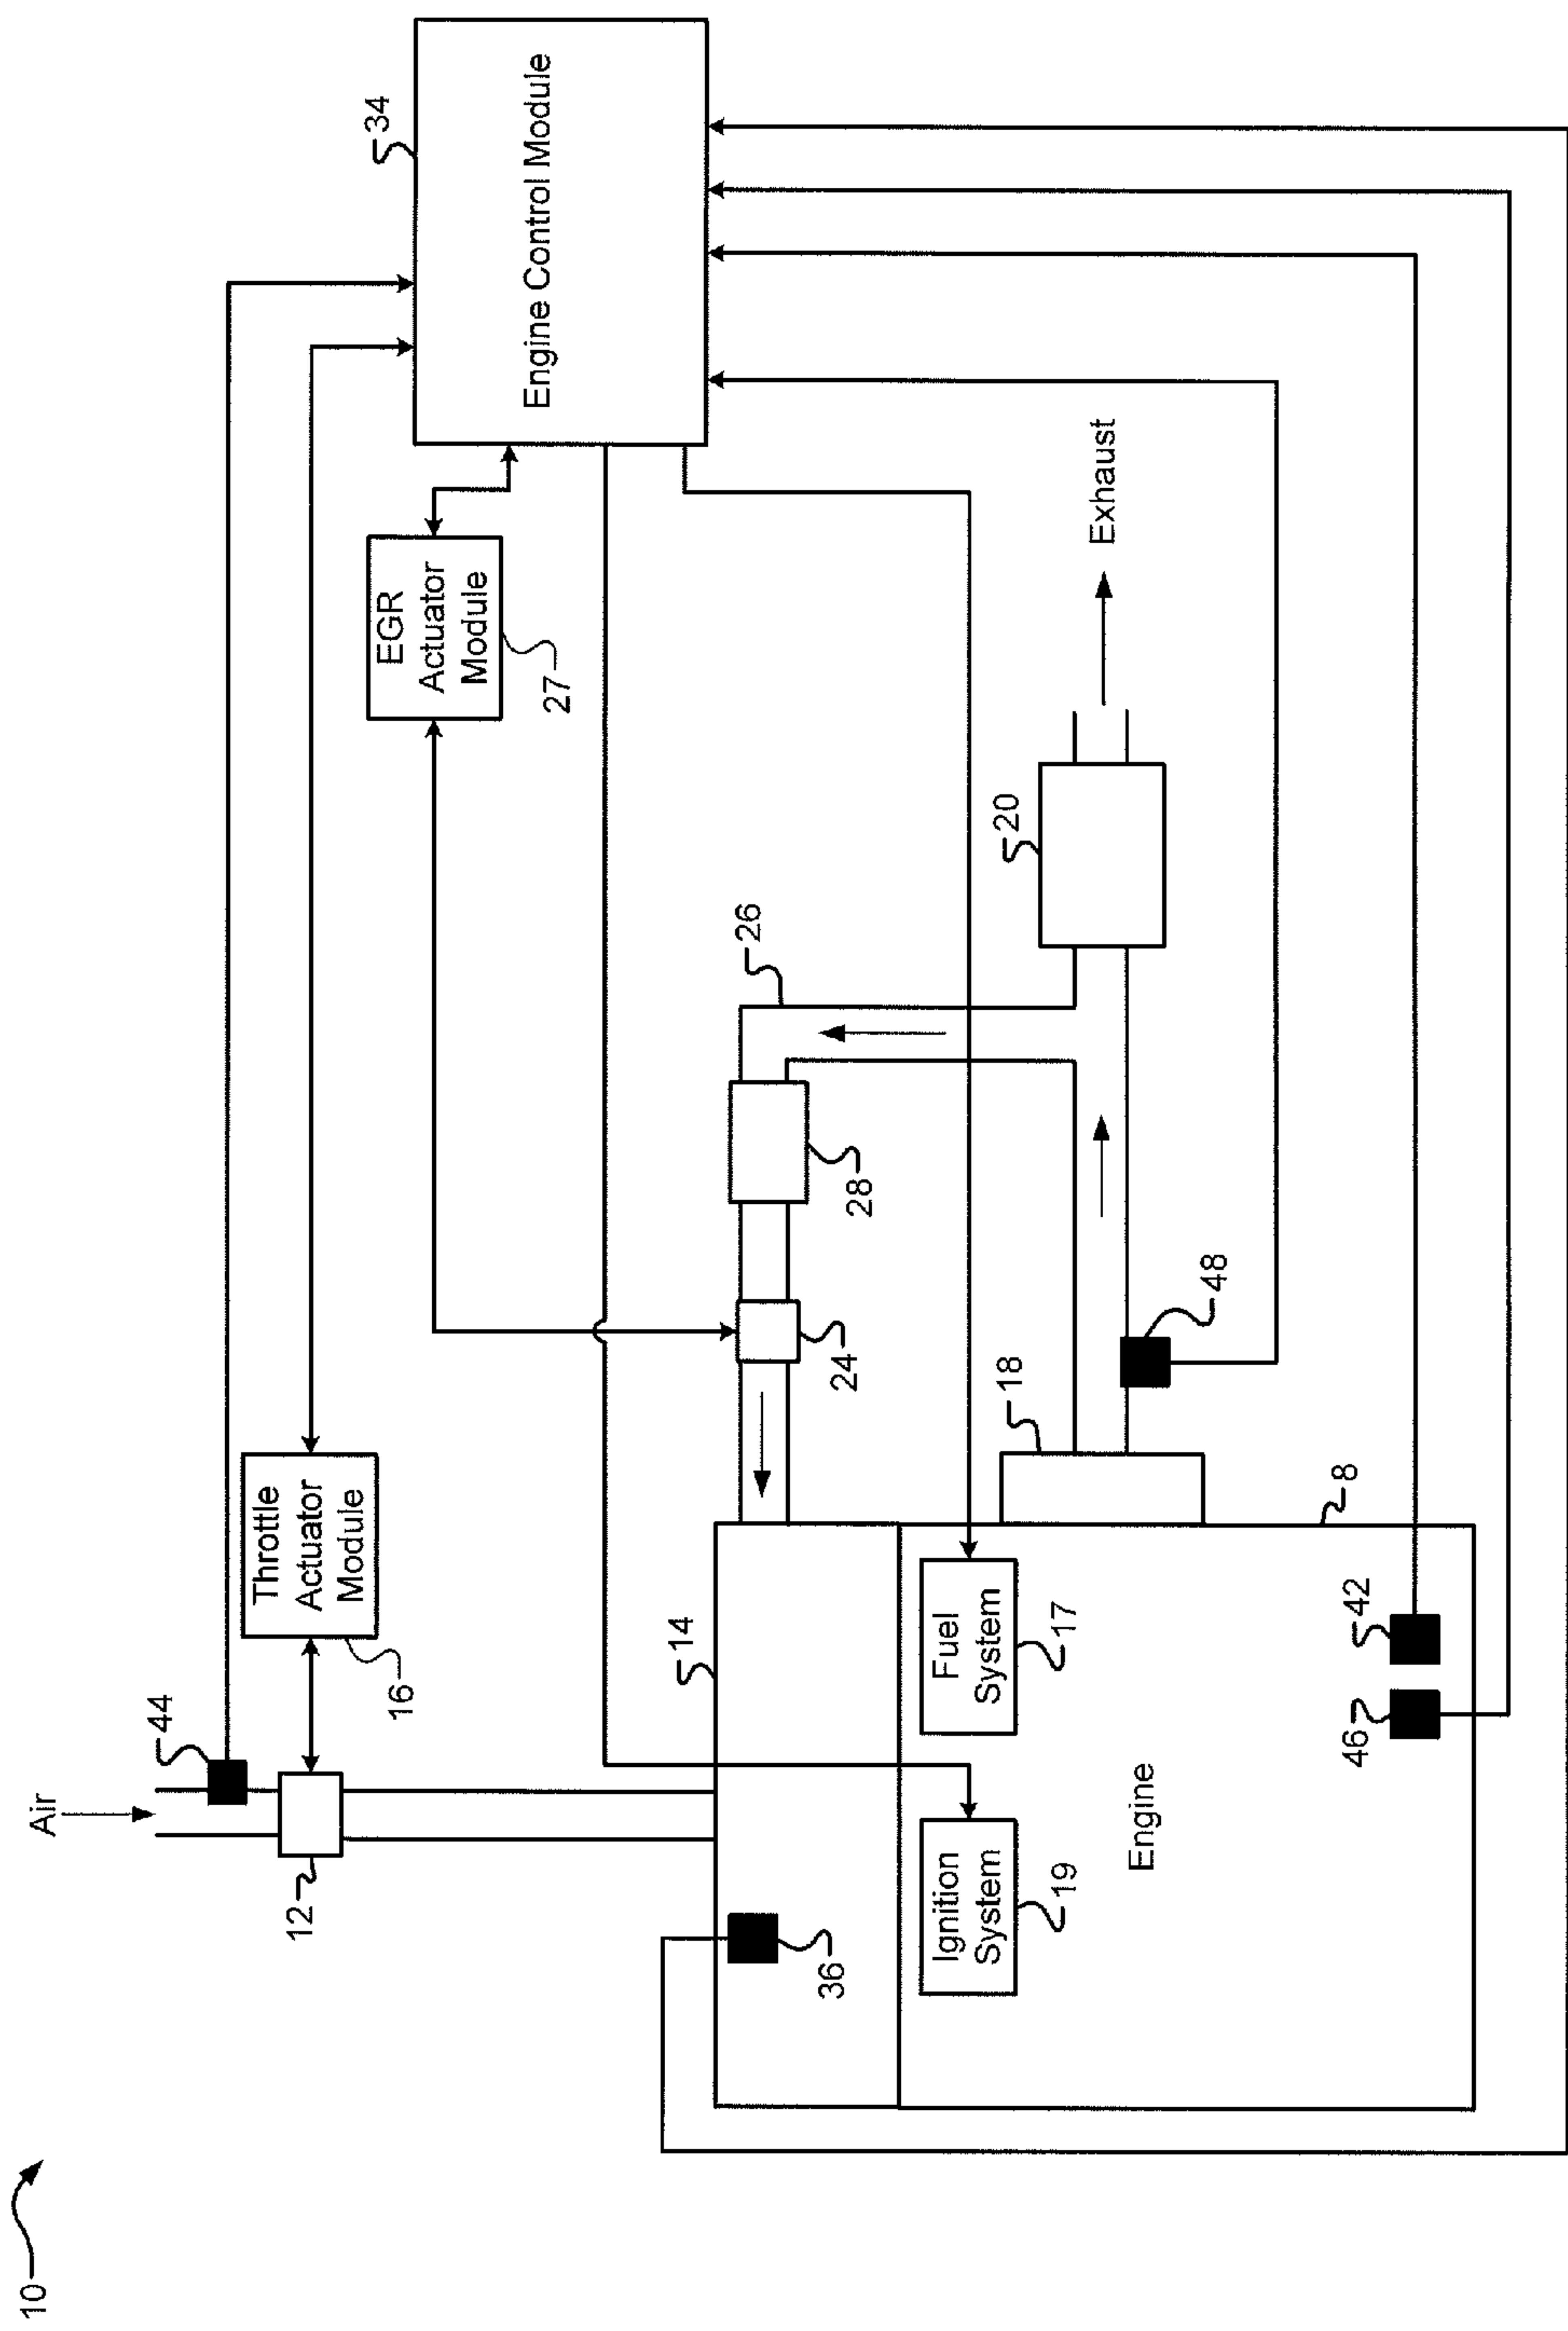 10
Air
44
12
Throttle
Actuator
Module
16
34
Engine Control Module
EGR
Actuator
Module
27
14
36
24
28
26
20
Exhaust
18
48
8
Fuel
System
17
Ignition
System
19
Engine
42
46